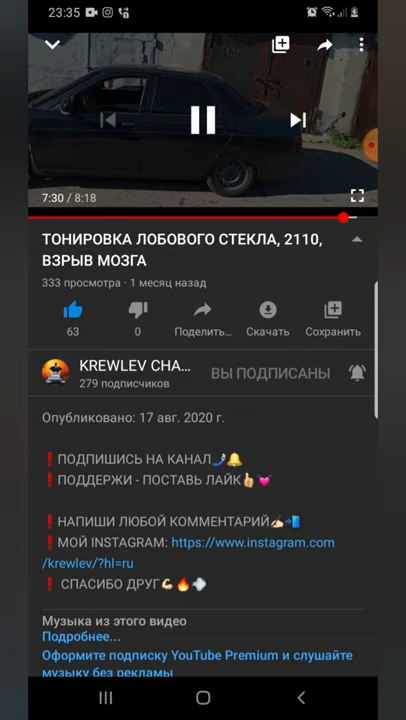 23:35
7:30 / 8:18
ТОНИРОВКА ЛОБОВОГО СТЕКЛА, 2110,
ВЗРЫВ МОЗГА
333 просмотра · 1 месяц назад
63
0
Поделить...
Скачать
Сохранить
KREWLEV CHA...
279 подписчиков
ВЫ ПОДПИСАНЫ
Опубликовано: 17 авг. 2020 г.
❗ПОДПИШИСЬ НА КАНАЛ🤳🔔
❗ПОДДЕРЖИ - ПОСТАВЬ ЛАЙК👆💓
❗НАПИШИ ЛЮБОЙ КОММЕНТАРИЙ✍📲
❗МОЙ INSTAGRAM: https://www.instagram.com
/krewlev/?hl=ru
❗ СПАСИБО ДРУГ💪🔥💨
Музыка из этого видео
Подробнее...
Оформите подписку YouTube Premium и слушайте
музыку без рекламы